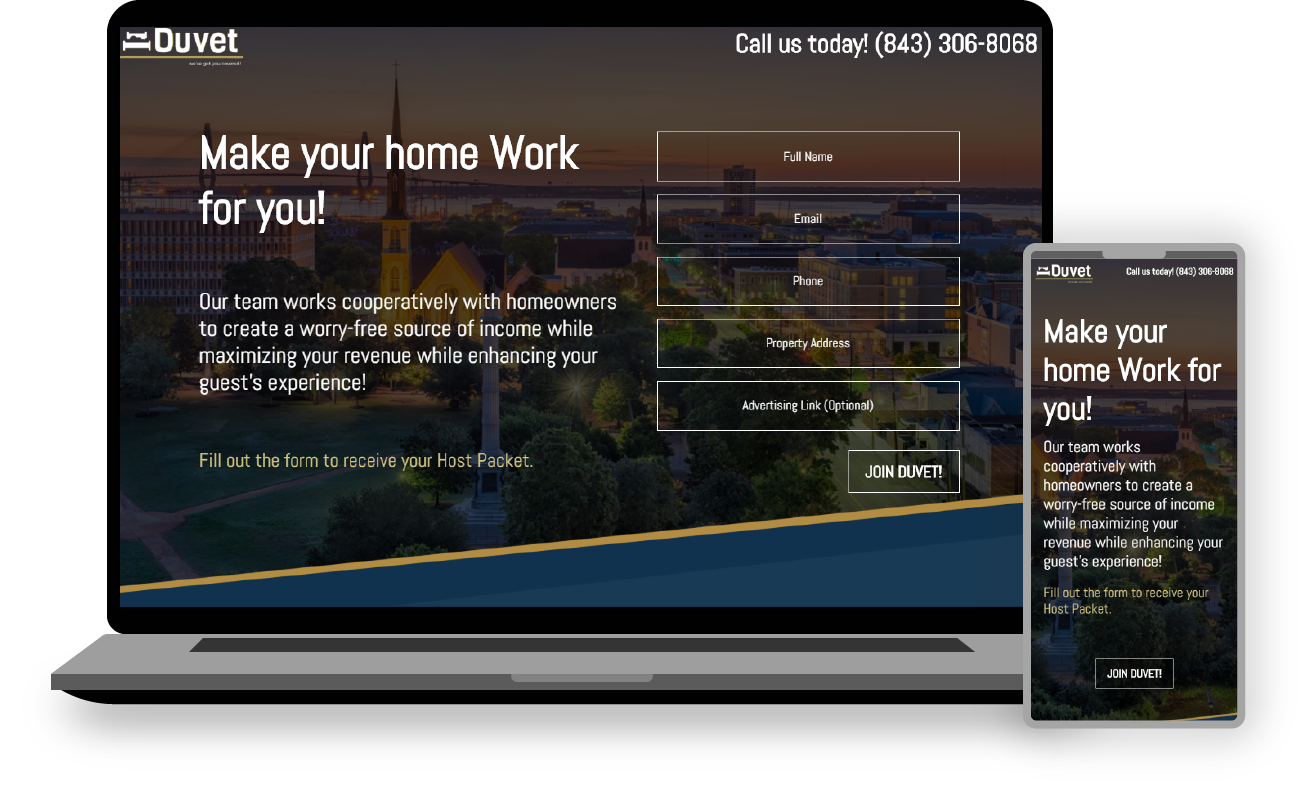 Duvet
we've got you covered!
Call us today! (843) 306-8068
Make your home Work
for you!
Our team works cooperatively with homeowners
to create a worry-free source of income while
maximizing your revenue while enhancing your
guest's experience!
Fill out the form to receive your Host Packet.
Full Name
Email
Phone
Property Address
Advertising Link (Optional)
JOIN DUVET!
Duvet
Call us today! (843) 306-8068
Make your
home Work for
you!
Our team works
cooperatively with
homeowners to create a
worry-free source of income
while maximizing your
revenue while enhancing your
guest's experience!
Fill out the form to receive your
Host Packet.
JOIN DUVET!